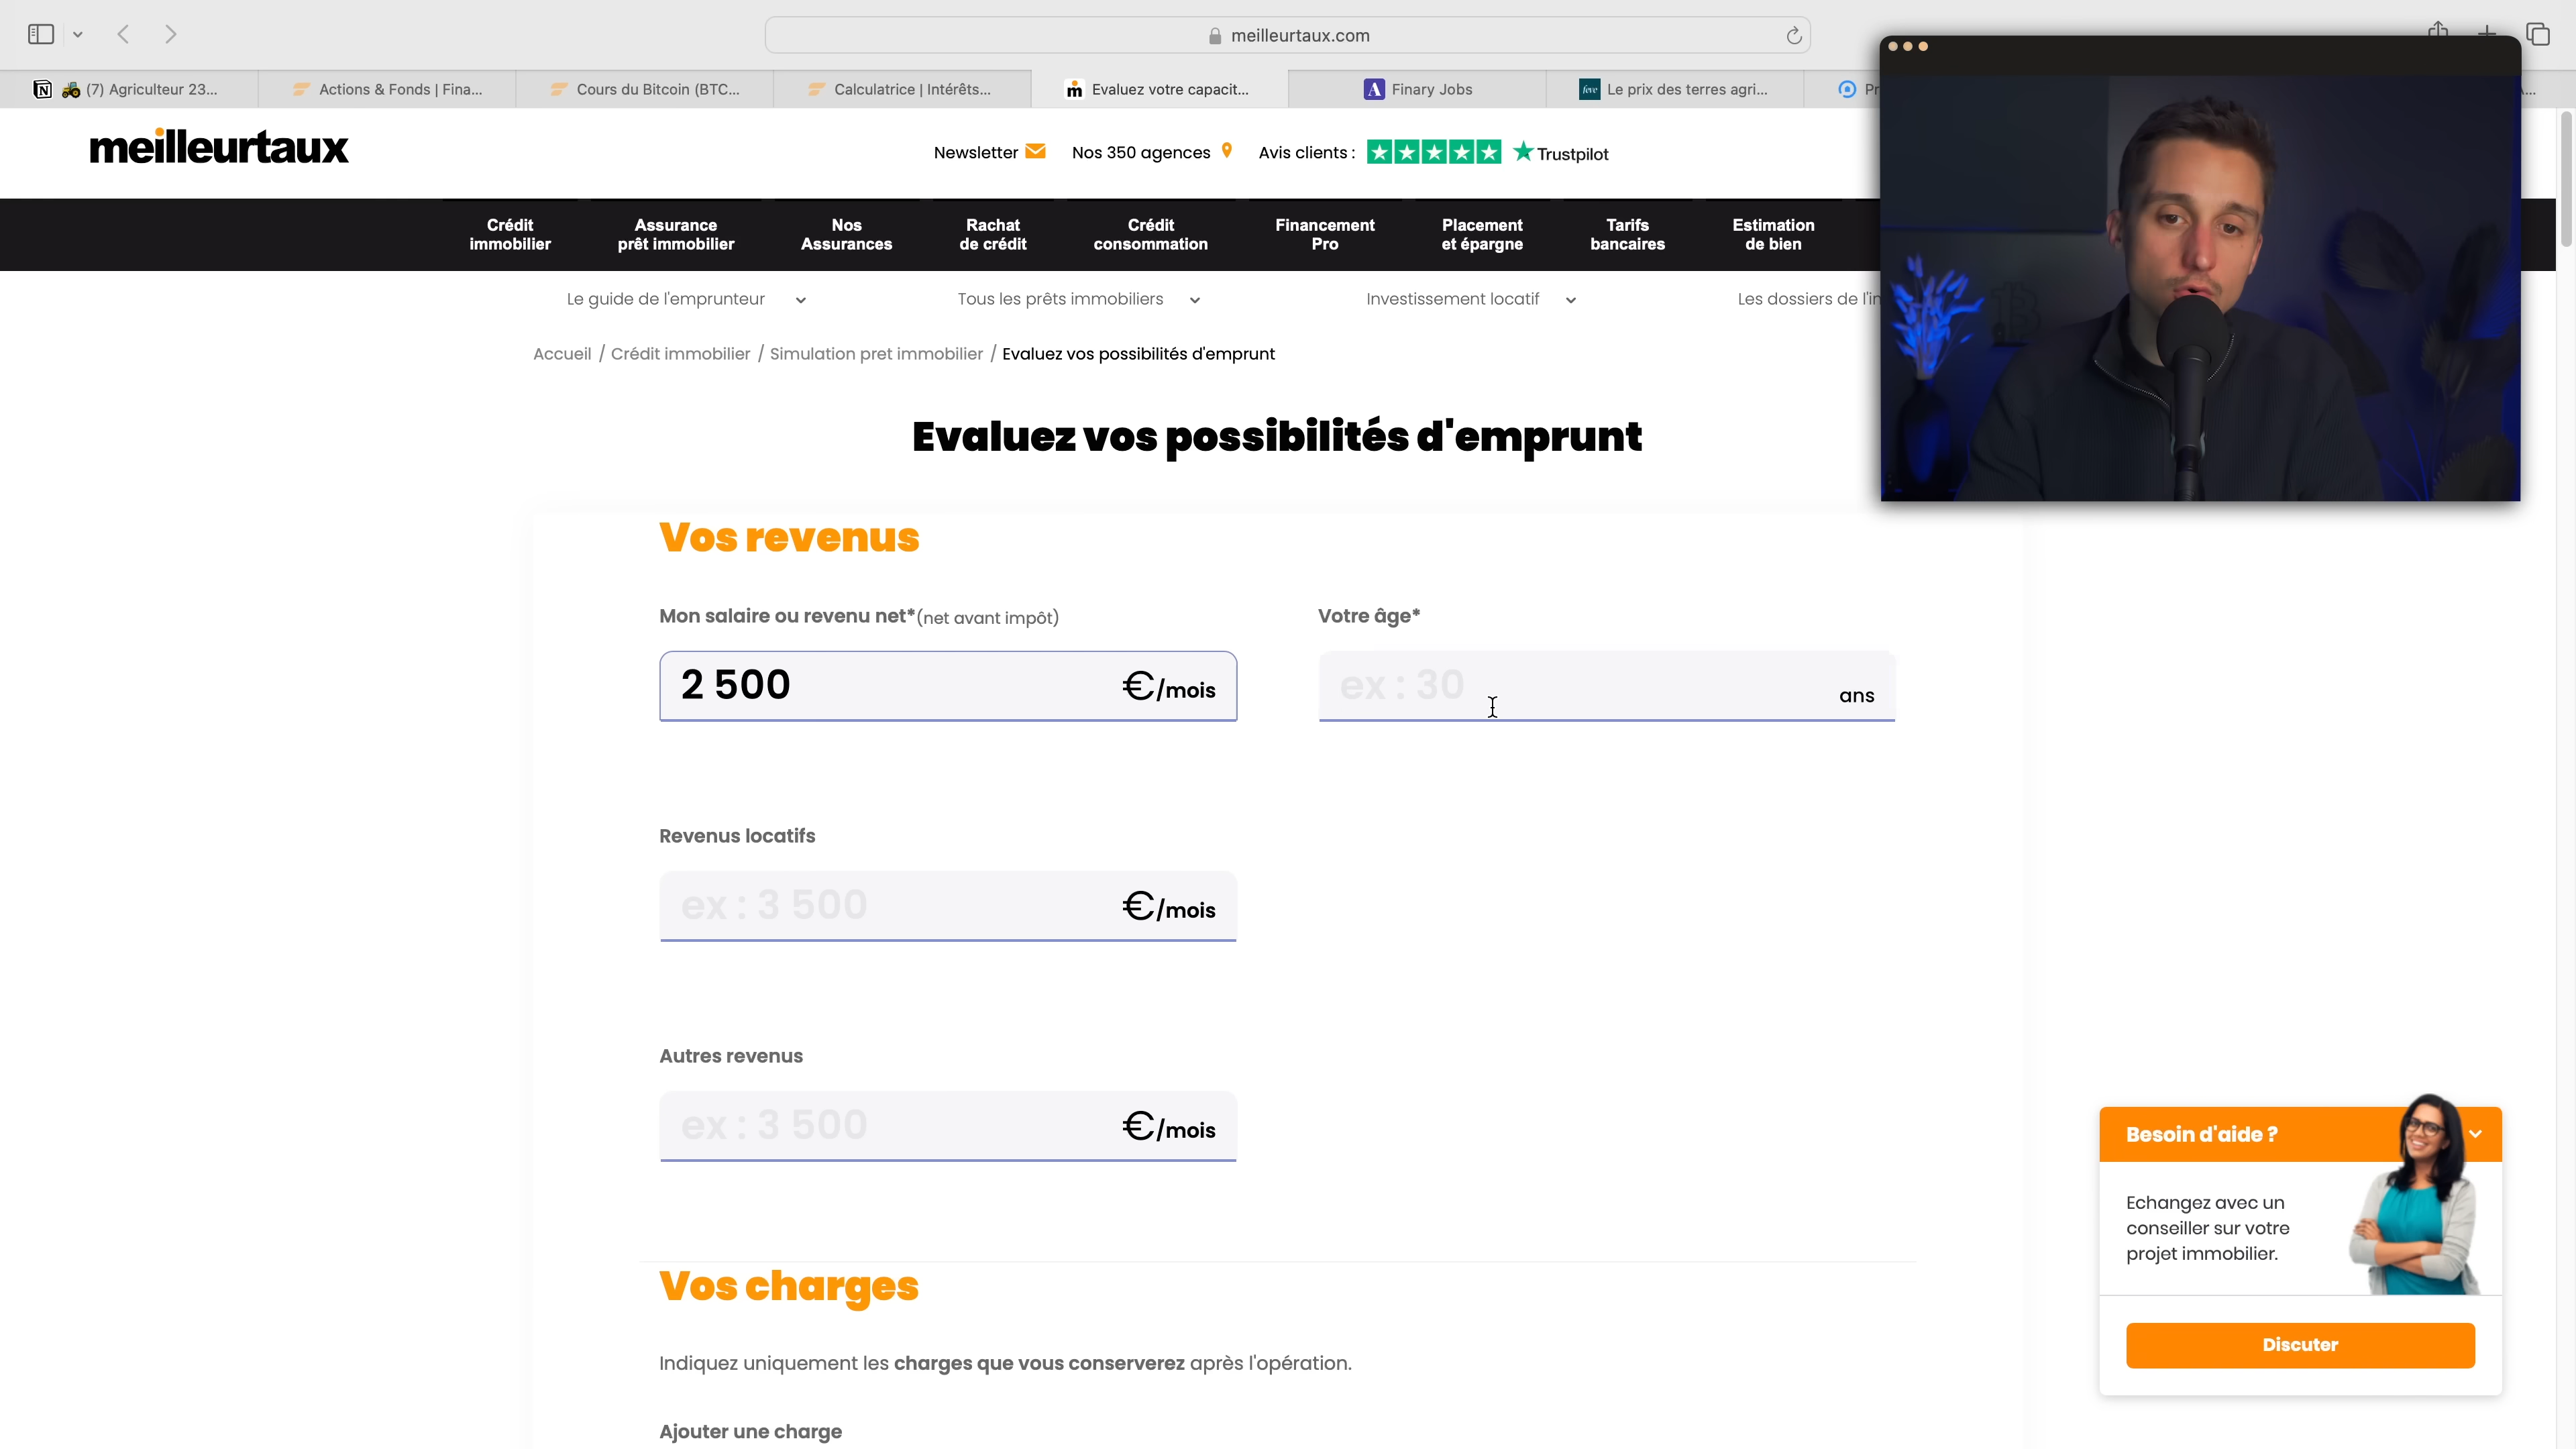 meilleurtaux.com
(7) Agriculteur 23...
Actions & Fonds | Fina...
Cours du Bitcoin (BTC...
Calculatrice | Intérêts...
Evaluez votre capacit...
Finary Jobs
Le prix des terres agri...
meilleurtaux
Newsletter
Nos 350 agences
Avis clients :
Trustpilot
Crédit
immobilier
Assurance
prêt immobilier
Nos
Assurances
Rachat
de crédit
Crédit
consommation
Financement
Pro
Placement
et épargne
Tarifs
bancaires
Estimation
de bien
Le guide de l'emprunteur
Tous les prêts immobiliers
Investissement locatif
Les dossiers de
Accueil / Crédit immobilier / Simulation pret immobilier / Evaluez vos possibilités d'emprunt
Evaluez vos possibilités d'emprunt
Vos revenus
Mon salaire ou revenu net*(net avant impôt)
2 500 €/mois
Votre âge*
ex : 30 ans
Revenus locatifs
ex : 3 500 €/mois
Autres revenus
ex : 3 500 €/mois
Vos charges
Indiquez uniquement les charges que vous conserverez après l'opération.
Ajouter une charge
Besoin d'aide ?
Echangez avec un
conseiller sur votre
projet immobilier.
Discuter